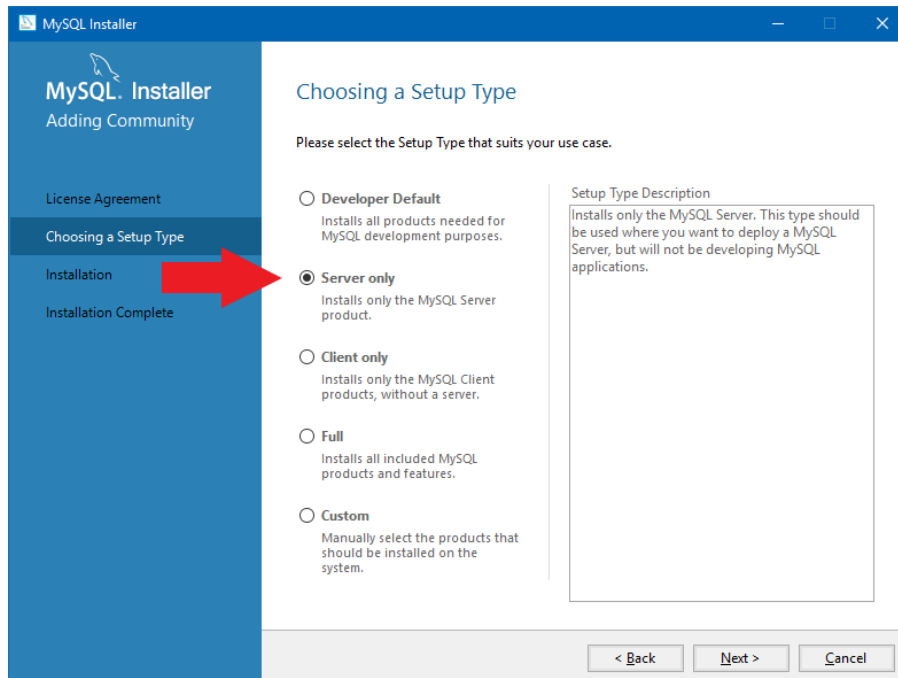 MySQL Installer
MySQL. Installer
Adding Community
License Agreement
Choosing a Setup Type
Installation
Installation Complete
Choosing a Setup Type
Please select the Setup Type that suits your use case.
Developer Default
Installs all products needed for
MySQL development purposes.
Server only
Installs only the MySQL Server
product.
Client only
Installs only the MySQL Client
products, without a server.
Full
Installs all included MySQL
products and features.
Custom
Manually select the products that
should be installed on the
system.
Setup Type Description
Installs only the MySQL Server. This type should
be used where you want to deploy a MySQL
Server, but will not be developing MySQL
applications.
< Back
Next >
Cancel